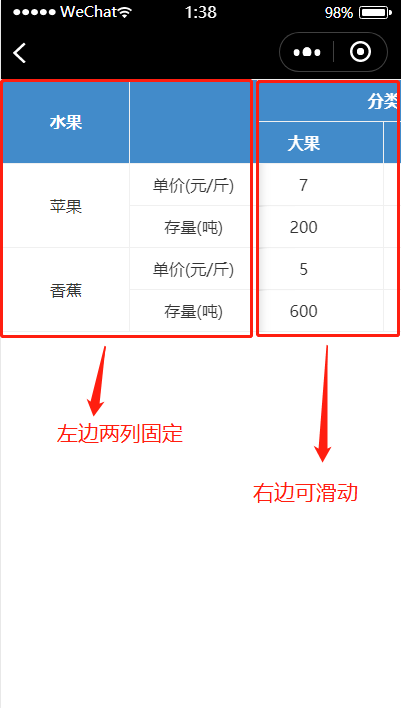 ●●●●● WeChat 1:38 98%
分类
水果 大果
苹果 单价(元/斤) 7
存量(吨) 200
香蕉 单价(元/斤) 5
存量(吨) 600
左边两列固定
右边可滑动